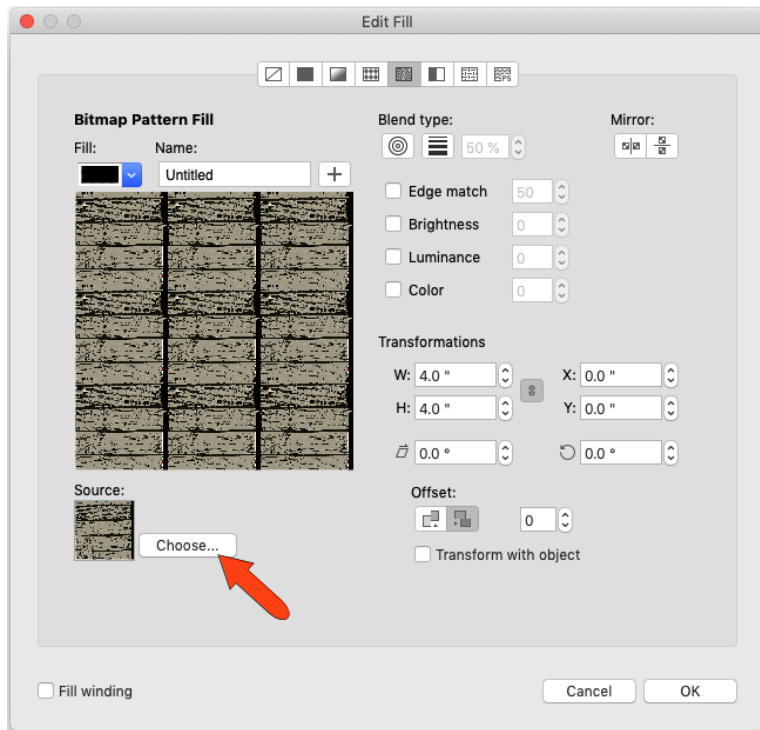 Edit Fill
EPS
Bitmap Pattern Fill
Fill:
Name:
Untitled
Blend type:
50 %
Mirror:
Edge match
50
Brightness
0
Luminance
0
Color
0
Transformations
W: 4.0 "
X: 0.0 "
H: 4.0 "
Y: 0.0 "
0.0 °
0.0 °
Source:
Choose...
Offset:
0
Transform with object
Fill winding
Cancel
OK